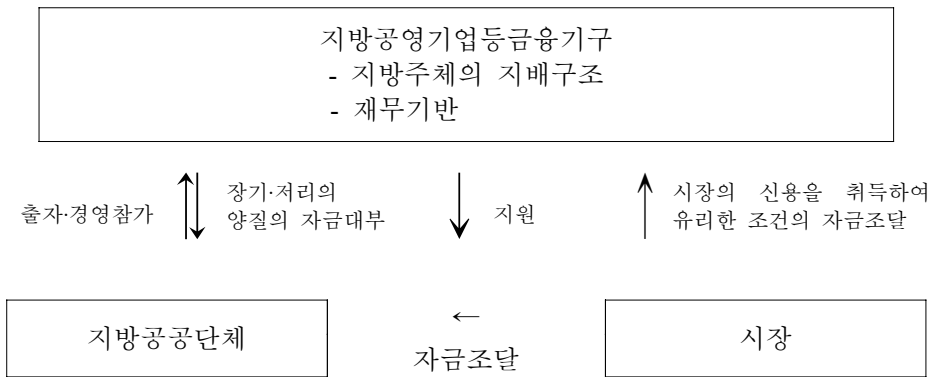 지방공영기업등금융기구
- 지방주체의 지배구조
- 재무기반
출자·경영참가
장기·저리의
양질의 자금대부
지원
시장의 신용을 취득하여
유리한 조건의 자금조달
지방공공단체
←
자금조달
시장